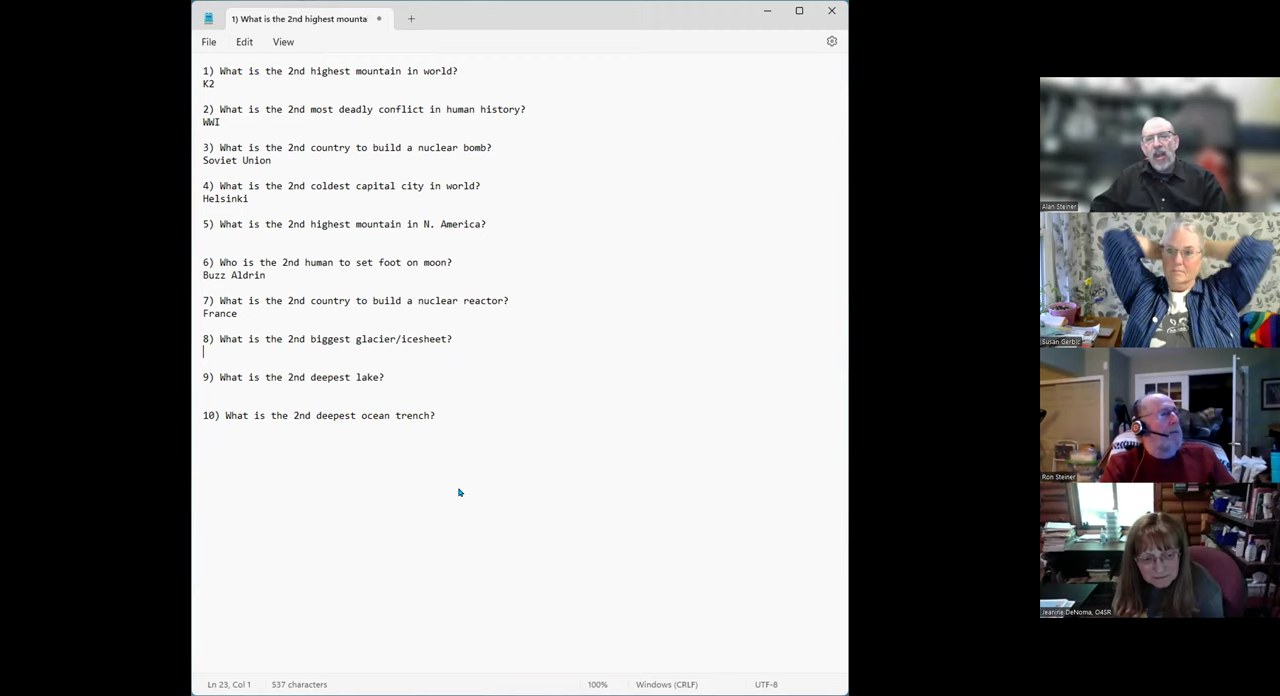 1) What is the 2nd highest mounta
File Edit View
1) What is the 2nd highest mountain in world?
K2
2) What is the 2nd most deadly conflict in human history?
WWI
3) What is the 2nd country to build a nuclear bomb?
Soviet Union
4) What is the 2nd coldest capital city in world?
Helsinki
5) What is the 2nd highest mountain in N. America?
6) Who is the 2nd human to set foot on moon?
Buzz Aldrin
7) What is the 2nd country to build a nuclear reactor?
France
8) What is the 2nd biggest glacier/icesheet?
9) What is the 2nd deepest lake?
10) What is the 2nd deepest ocean trench?
Ln 23, Col 1 537 characters 100% Windows (CRLF) UTF-8
Alan Steiner
Susan Gerbic
Ron Steiner
Jeanine DeNoma, O4SR